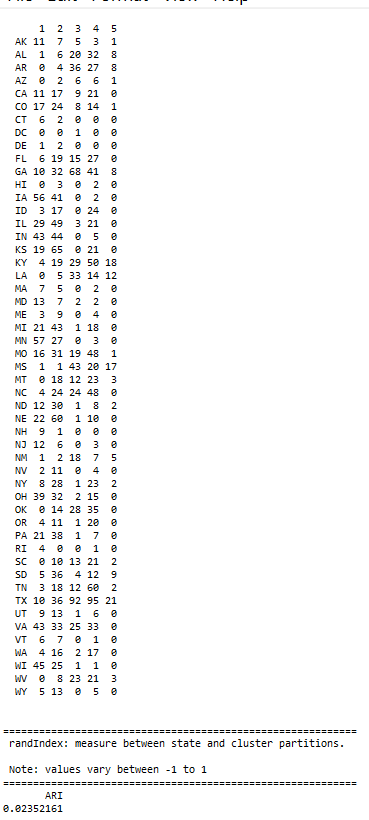 1 2 3 4 5
AK 11 7 5 3 1
AL 1 6 20 32 8
AR 0 4 36 27 8
AZ 0 2 6 6 1
CA 11 17 9 21 0
CO 17 24 8 14 1
CT 6 2 0 0 0
DC 0 0 1 0 0
DE 1 2 0 0 0
FL 6 19 15 27 0
GA 10 32 68 41 8
HI 0 3 0 2 0
IA 56 41 0 2 0
ID 3 17 0 24 0
IL 29 49 3 21 0
IN 43 44 0 5 0
KS 19 65 0 21 0
KY 4 19 29 50 18
LA 0 5 33 14 12
MA 7 5 0 2 0
MD 13 7 2 2 0
ME 3 9 0 4 0
MI 21 43 1 18 0
MN 57 27 0 3 0
MO 16 31 19 48 1
MS 1 1 43 20 17
MT 0 18 12 23 3
NC 4 24 24 48 0
ND 12 30 1 8 2
NE 22 60 1 10 0
NH 9 1 0 0 0
NJ 12 6 0 3 0
NM 1 2 18 7 5
NV 2 11 0 4 0
NY 8 28 1 23 2
OH 39 32 2 15 0
OK 0 14 28 35 0
OR 4 11 1 20 0
PA 21 38 1 7 0
RI 4 0 0 1 0
SC 0 10 13 21 2
SD 5 36 4 12 9
TN 3 18 12 60 2
TX 10 36 92 95 21
UT 9 13 1 6 0
VA 43 33 25 33 0
VT 6 7 0 1 0
WA 4 16 2 17 0
WI 45 25 1 1 0
WV 0 8 23 21 3
WY 5 13 0 5 0
=========================================================
randIndex: measure between state and cluster partitions.
Note: values vary between -1 to 1
=========================================================
ARI
0.02352161